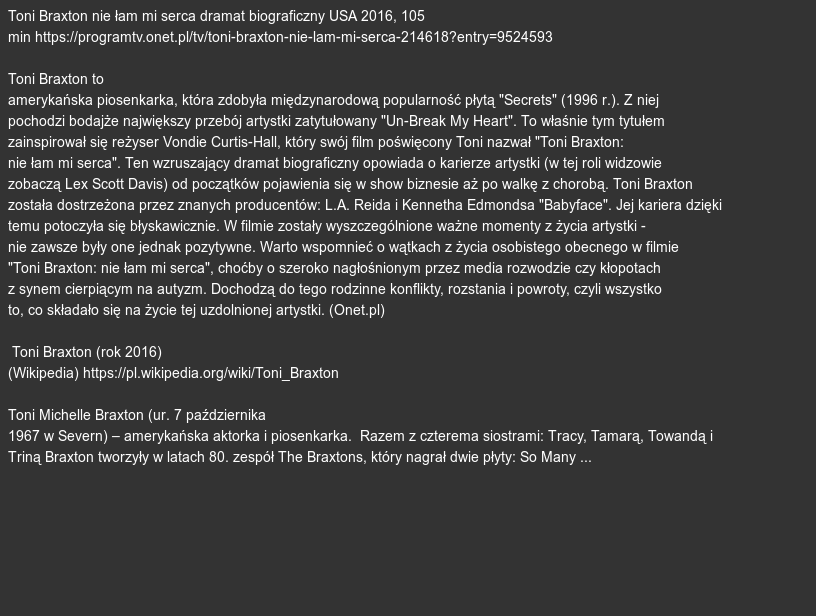 Toni Braxton nie łam mi serca dramat biograficzny USA 2016, 105
min https://programtv.onet.pl/tv/toni-braxton-nie-lam-mi-serca-214618?entry=9524593
Toni Braxton to
amerykańska piosenkarka, która zdobyła międzynarodową popularność płytą "Secrets" (1996 r.). Z niej
pochodzi bodajże największy przebój artystki zatytułowany "Un-Break My Heart". To właśnie tym tytułem
zainspirował się reżyser Vondie Curtis-Hall, który swój film poświęcony Toni nazwał "Toni Braxton:
nie łam mi serca". Ten wzruszający dramat biograficzny opowiada o karierze artystki (w tej roli widzowie
zobaczą Lex Scott Davis) od początków pojawienia się w show biznesie aż po walkę z chorobą. Toni Braxton
została dostrzeżona przez znanych producentów: L.A. Reida i Kennetha Edmondsa "Babyface". Jej kariera dzięki
temu potoczyła się błyskawicznie. W filmie zostały wyszczególnione ważne momenty z życia artystki -
nie zawsze były one jednak pozytywne. Warto wspomnieć o wątkach z życia osobistego obecnego w filmie
"Toni Braxton: nie łam mi serca", choćby o szeroko nagłośnionym przez media rozwodzie czy kłopotach
z synem cierpiącym na autyzm. Dochodzą do tego rodzinne konflikty, rozstania i powroty, czyli wszystko
to, co składało się na życie tej uzdolnionej artystki. (Onet.pl)
Toni Braxton (rok 2016)
(Wikipedia) https://pl.wikipedia.org/wiki/Toni_Braxton
Toni Michelle Braxton (ur. 7 października
1967 w Severn) – amerykańska aktorka i piosenkarka.  Razem z czterema siostrami: Tracy, Tamarą, Towandą i
Triną Braxton tworzyły w latach 80. zespół The Braxtons, który nagrał dwie płyty: So Many ...